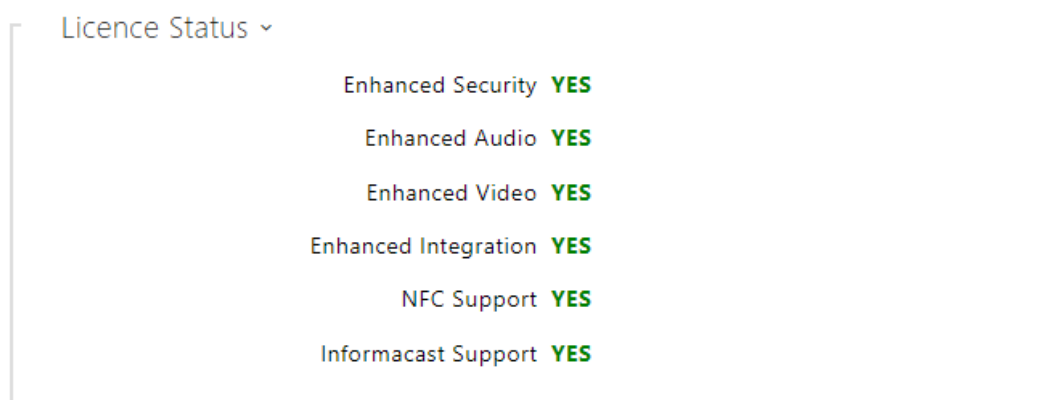 Licence Status
Enhanced Security YES
Enhanced Audio YES
Enhanced Video YES
Enhanced Integration YES
NFC Support YES
Informacast Support YES